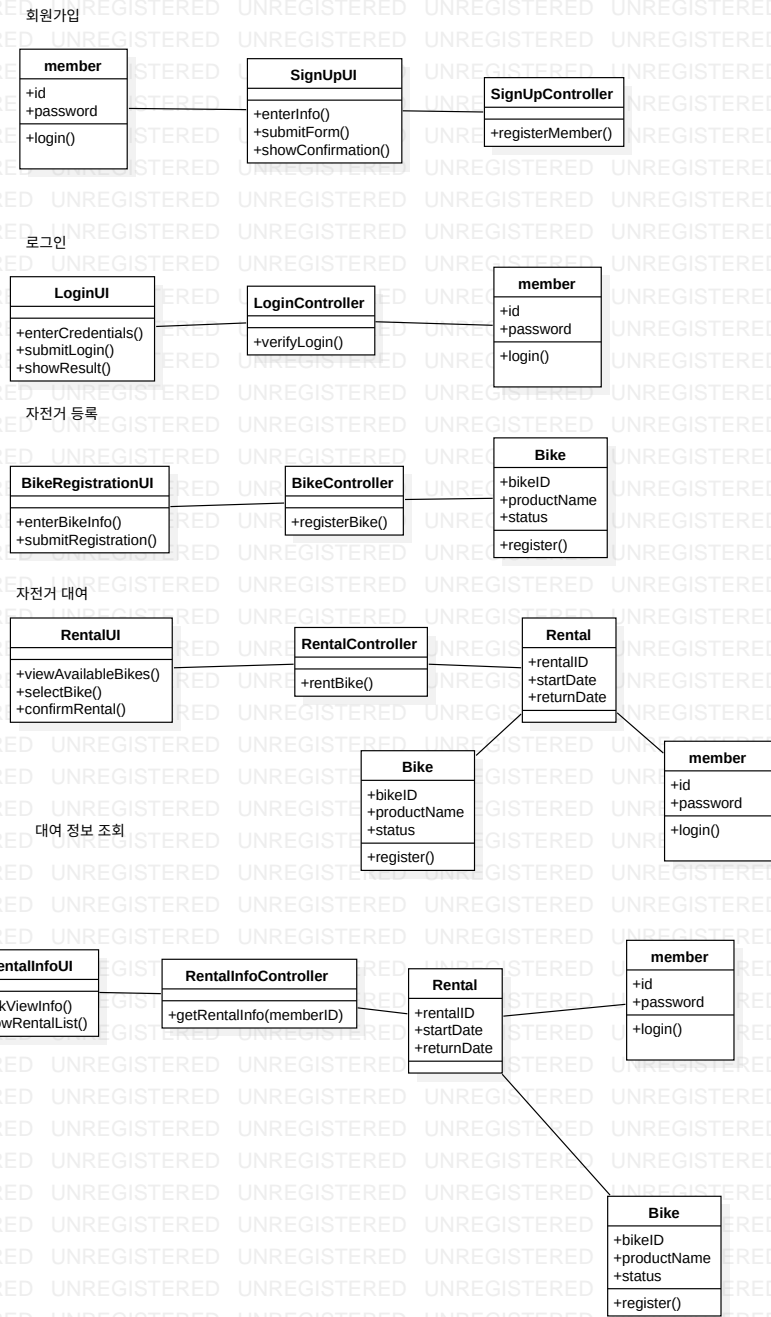 회원가입
member
+id
+password
+login()
SignUpUI
+enterInfo()
+submitForm()
+showConfirmation()
SignUpController
+registerMember()
로그인
LoginUI
+enterCredentials()
+submitLogin()
+showResult()
LoginController
+verifyLogin()
member
+id
+password
+login()
자전거 등록
BikeRegistrationUI
+enterBikeInfo()
+submitRegistration()
BikeController
+registerBike()
Bike
+bikeID
+productName
+status
+register()
자전거 대여
RentalUI
+viewAvailableBikes()
+selectBike()
+confirmRental()
RentalController
+rentBike()
Rental
+rentalID
+startDate
+returnDate
Bike
+bikeID
+productName
+status
+register()
member
+id
+password
+login()
대여 정보 조회
entalInfoUI
kViewInfo()
owRentalList()
RentalInfoController
+getRentalInfo(memberID)
Rental
+rentalID
+startDate
+returnDate
member
+id
+password
+login()
Bike
+bikeID
+productName
+status
+register()
UNREGISTERED